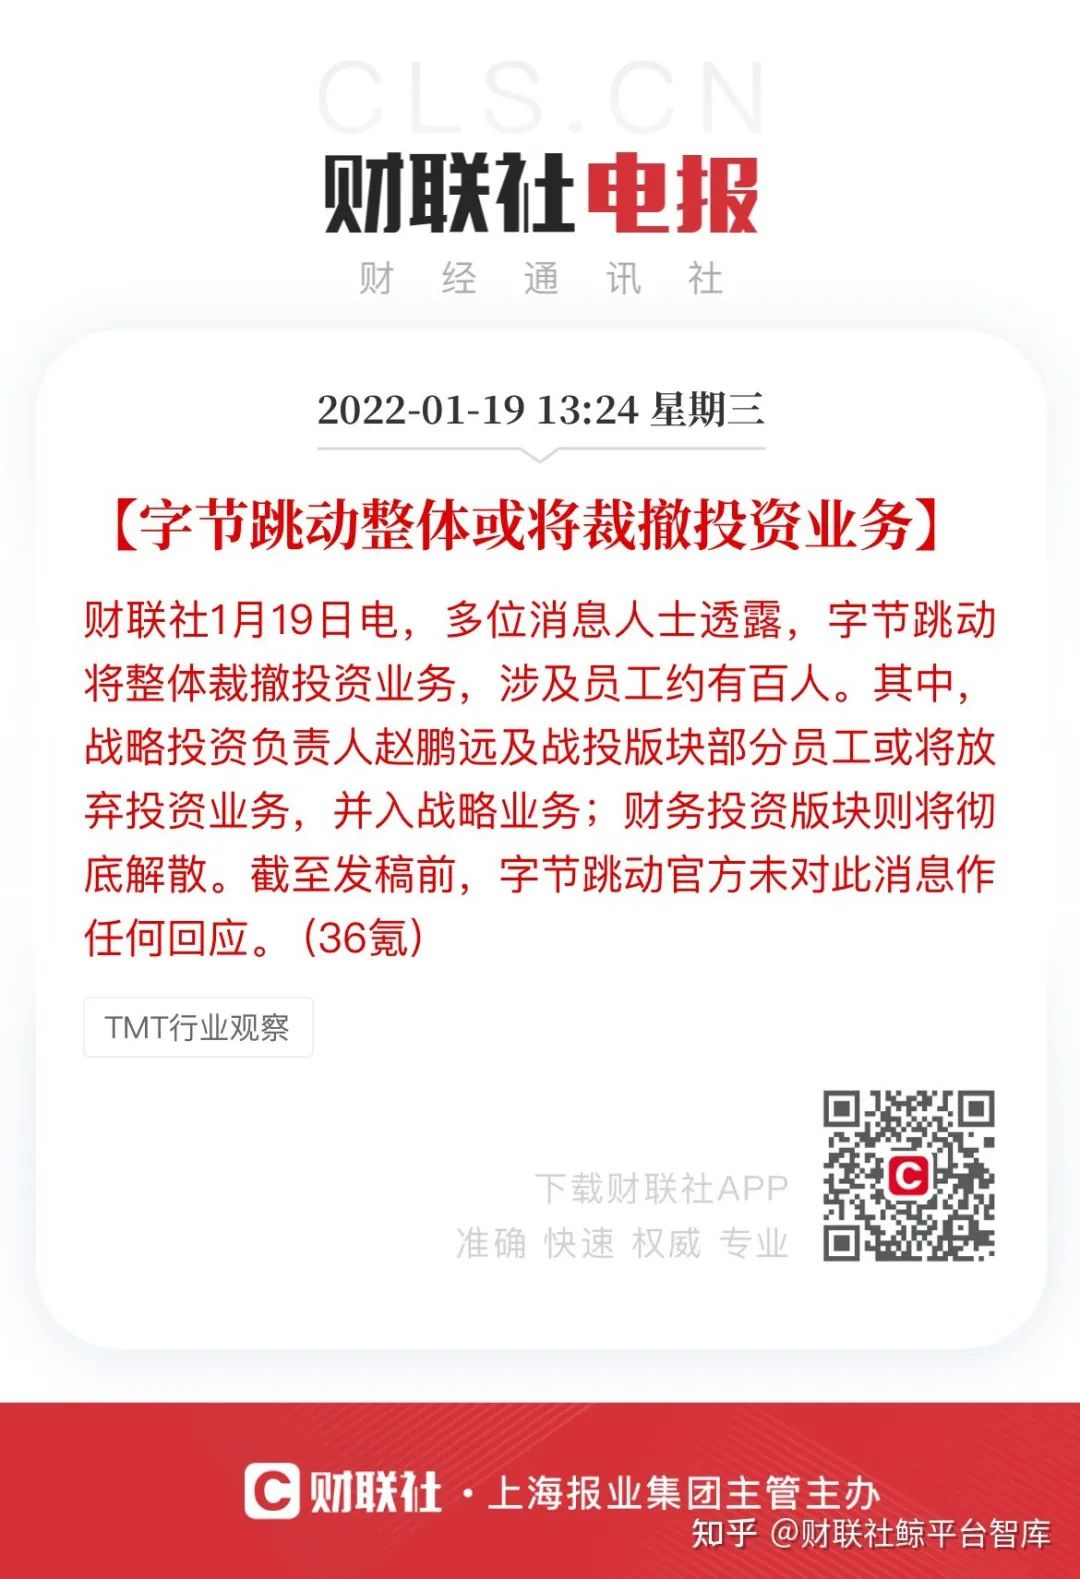 CLS.CN
财联社电报
财经通讯社
2022-01-19 13:24 星期三
【字节跳动整体或将裁撤投资业务】
财联社1月19日电，多位消息人士透露，字节跳动
将整体裁撤投资业务，涉及员工约有百人。其中，
战略投资负责人赵鹏远及战投版块部分员工或将放
弃投资业务，并入战略业务；财务投资版块则将彻
底解散。截至发稿前，字节跳动官方未对此消息作
任何回应。（36氪）
TMT行业观察
下载财联社APP
准确 快速 权威 专业
C
C 财联社·上海报业集团主管主办
知乎 @财联社鲸平台智库